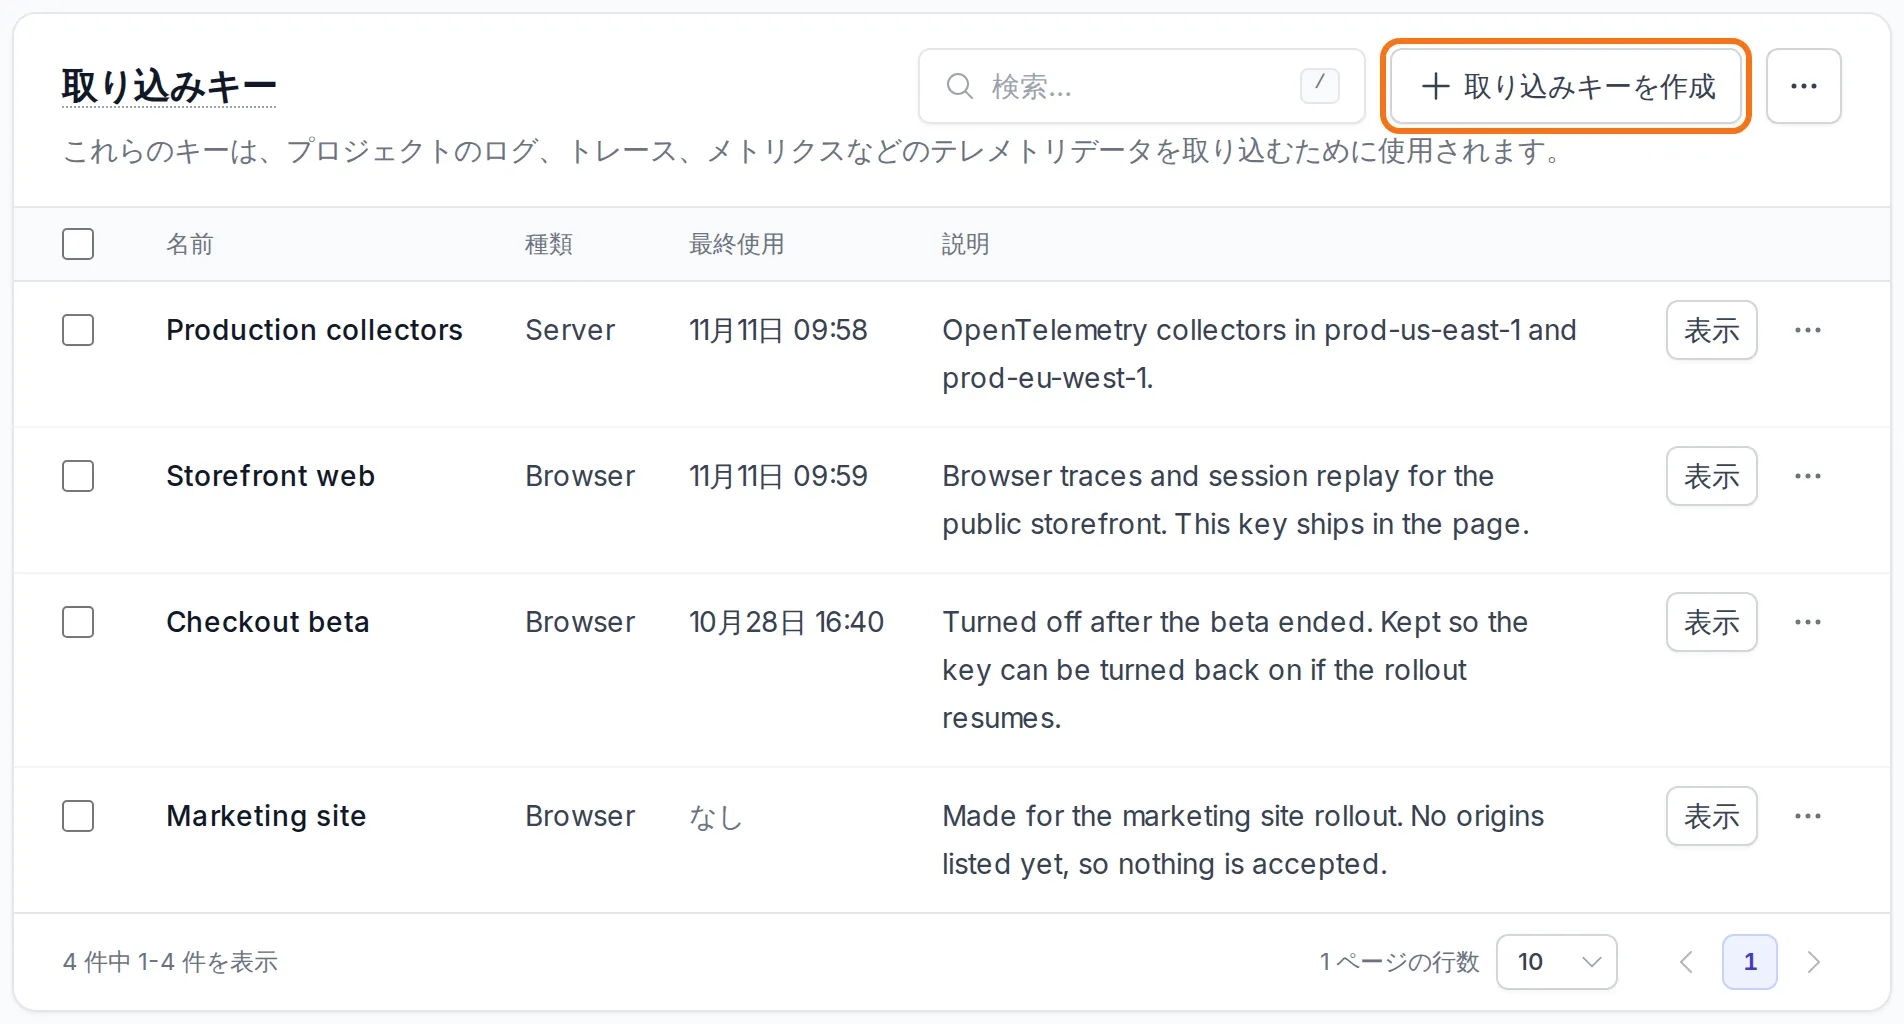 取り込みキー
検索...
/
取り込みキーを作成
これらのキーは、プロジェクトのログ、トレース、メトリクスなどのテレメトリデータを取り込むために使用されます。
名前 種類 最終使用 説明
Production collectors Server 11月11日 09:58 OpenTelemetry collectors in prod-us-east-1 and 表示
prod-eu-west-1.
Storefront web Browser 11月11日 09:59 Browser traces and session replay for the 表示
public storefront. This key ships in the page.
Checkout beta Browser 10月28日 16:40 Turned off after the beta ended. Kept so the 表示
key can be turned back on if the rollout
resumes.
Marketing site Browser なし Made for the marketing site rollout. No origins 表示
listed yet, so nothing is accepted.
4 件中 1-4 件を表示
1 ページの行数 10 1